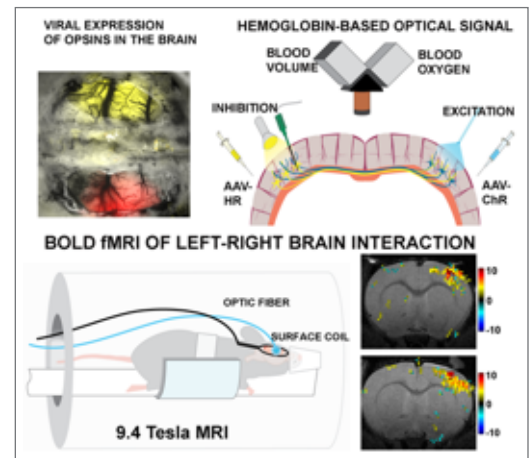 VIRAL EXPRESSION
OF OPSINS IN THE BRAIN
HEMOGLOBIN-BASED OPTICAL SIGNAL
BLOOD
VOLUME
BLOOD
OXYGEN
INHIBITION
EXCITATION
AAV-
HR
AAV-
ChR
BOLD fMRI OF LEFT-RIGHT BRAIN INTERACTION
OPTIC FIBER
SURFACE COIL
9.4 Tesla MRI
10
0
-10
10
0
-10